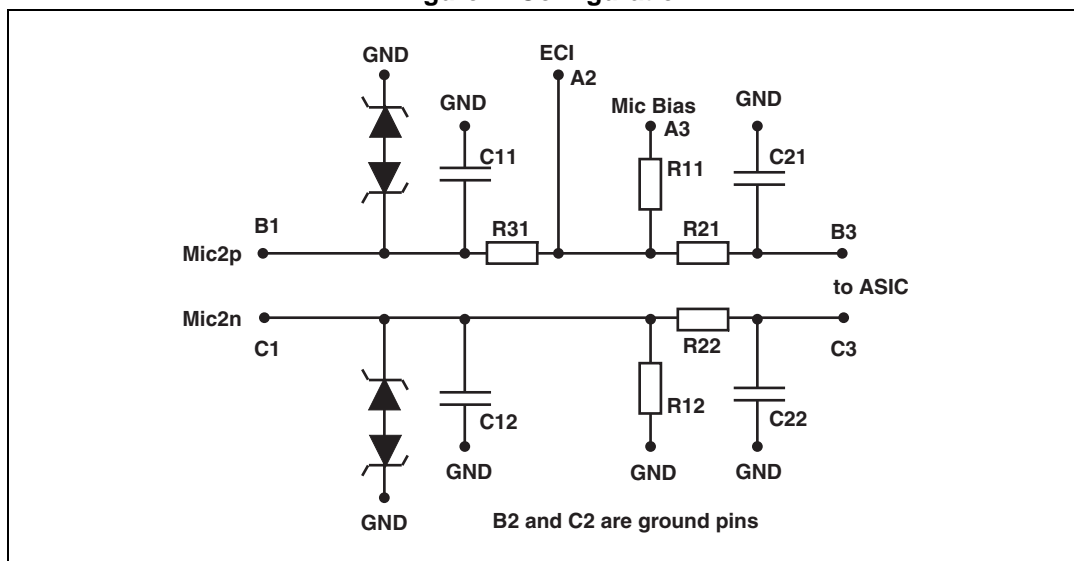 GND
ECI
A2
GND
Mic Bias
A3
GND
C11
R11
C21
B1
R31
R21
B3
Mic2p
to ASIC
Mic2n
C1
R22
C3
C12
R12
C22
GND
GND
GND
GND
B2 and C2 are ground pins